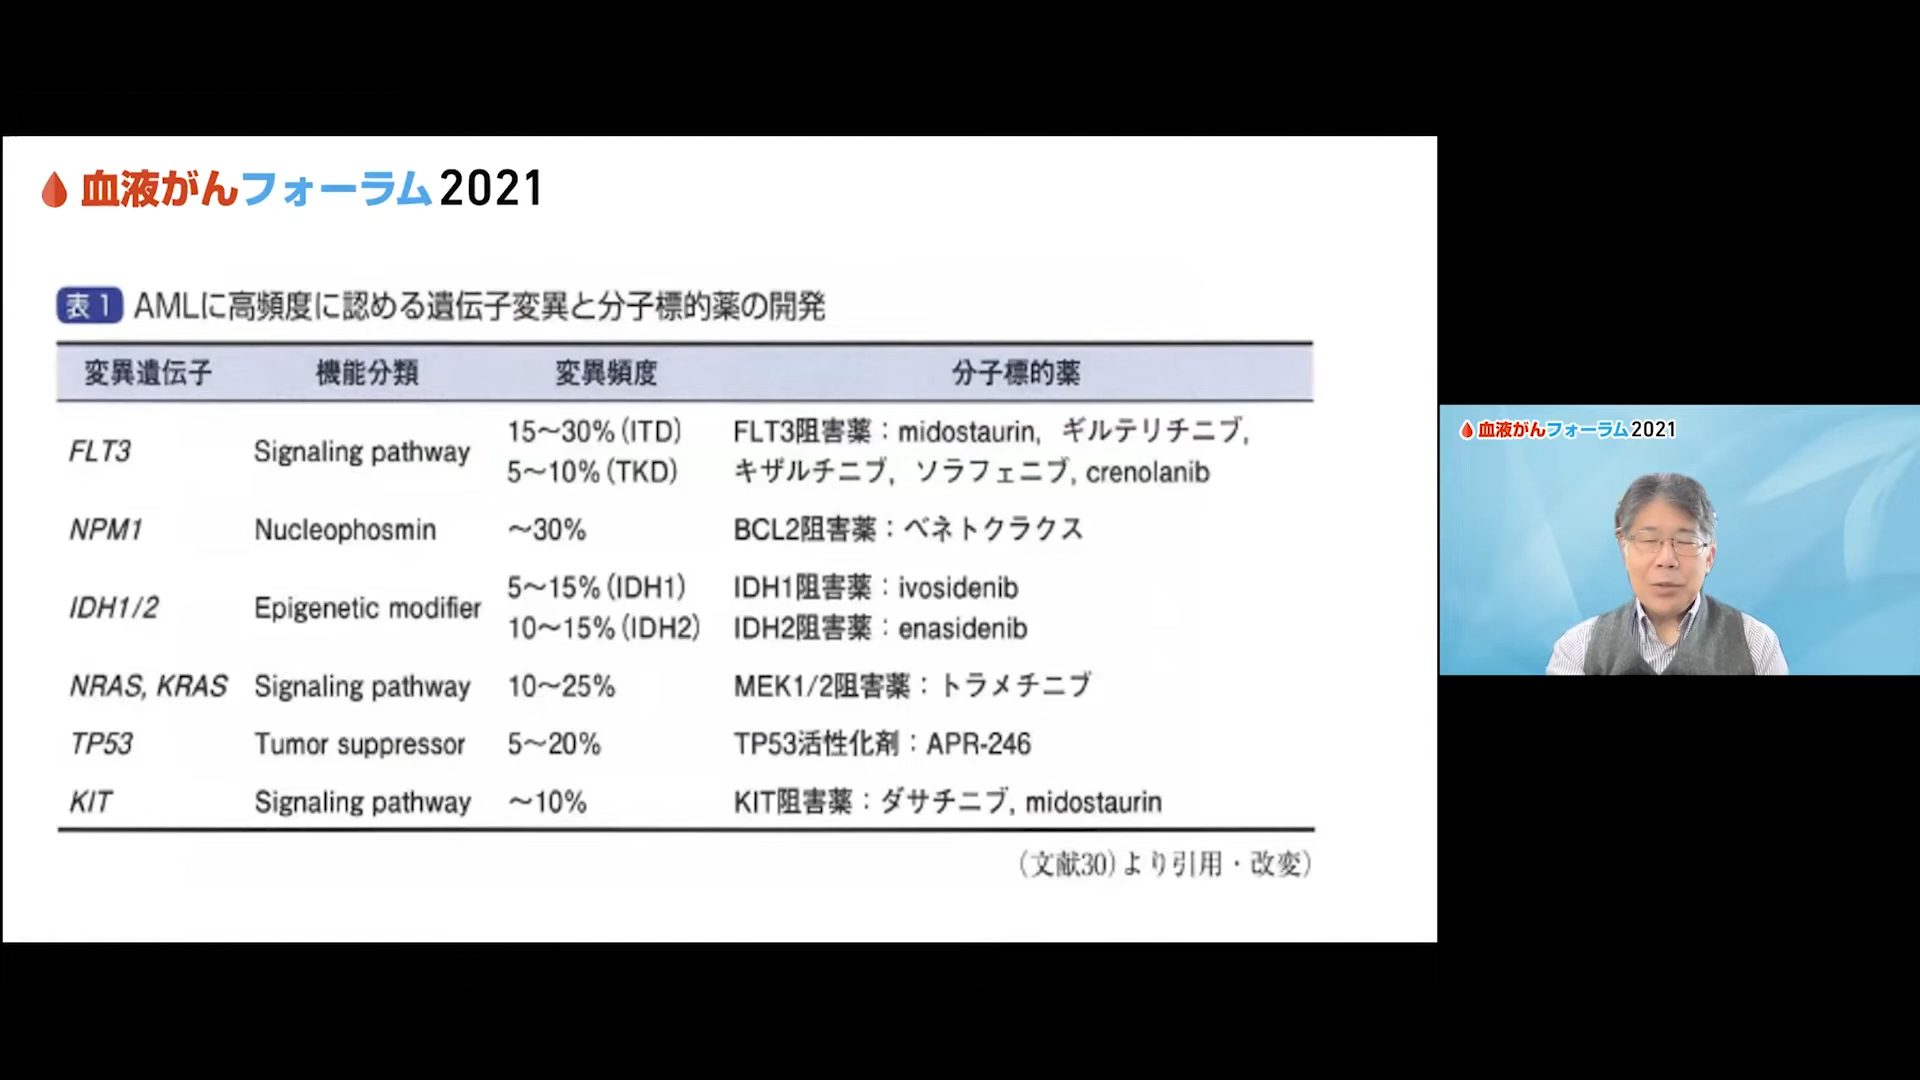 血液がんフォーラム2021
表1 AMLに高頻度に認める遺伝子変異と分子標的薬の開発
変異遺伝子 機能分類 変異頻度 分子標的薬
FLT3 Signaling pathway 15〜30%(ITD) FLT3阻害薬:midostaurin, ギルテリチニブ,
5〜10%(TKD) キザルチニブ, ソラフェニブ, crenolanib
NPM1 Nucleophosmin 〜30% BCL2阻害薬:ベネトクラクス
IDH1/2 Epigenetic modifier 5〜15%(IDH1) IDH1阻害薬:ivosidenib
10〜15%(IDH2) IDH2阻害薬:enasidenib
NRAS, KRAS Signaling pathway 10〜25% MEK1/2阻害薬:トラメチニブ
TP53 Tumor suppressor 5〜20% TP53活性化剤:APR-246
KIT Signaling pathway 〜10% KIT阻害薬:ダサチニブ, midostaurin
(文献30)より引用・改変)
血液がんフォーラム2021